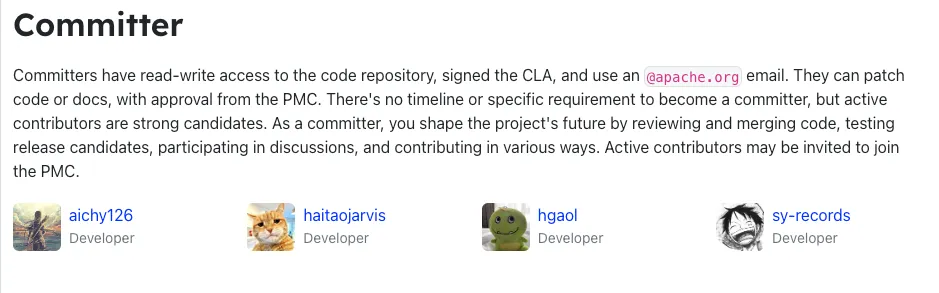 Committer
Committers have read-write access to the code repository, signed the CLA, and use an @apache.org email. They can patch
code or docs, with approval from the PMC. There's no timeline or specific requirement to become a committer, but active
contributors are strong candidates. As a committer, you shape the project's future by reviewing and merging code, testing
release candidates, participating in discussions, and contributing in various ways. Active contributors may be invited to join
the PMC.
aichy126
Developer
haitaojarvis
Developer
hgaol
Developer
sy-records
Developer